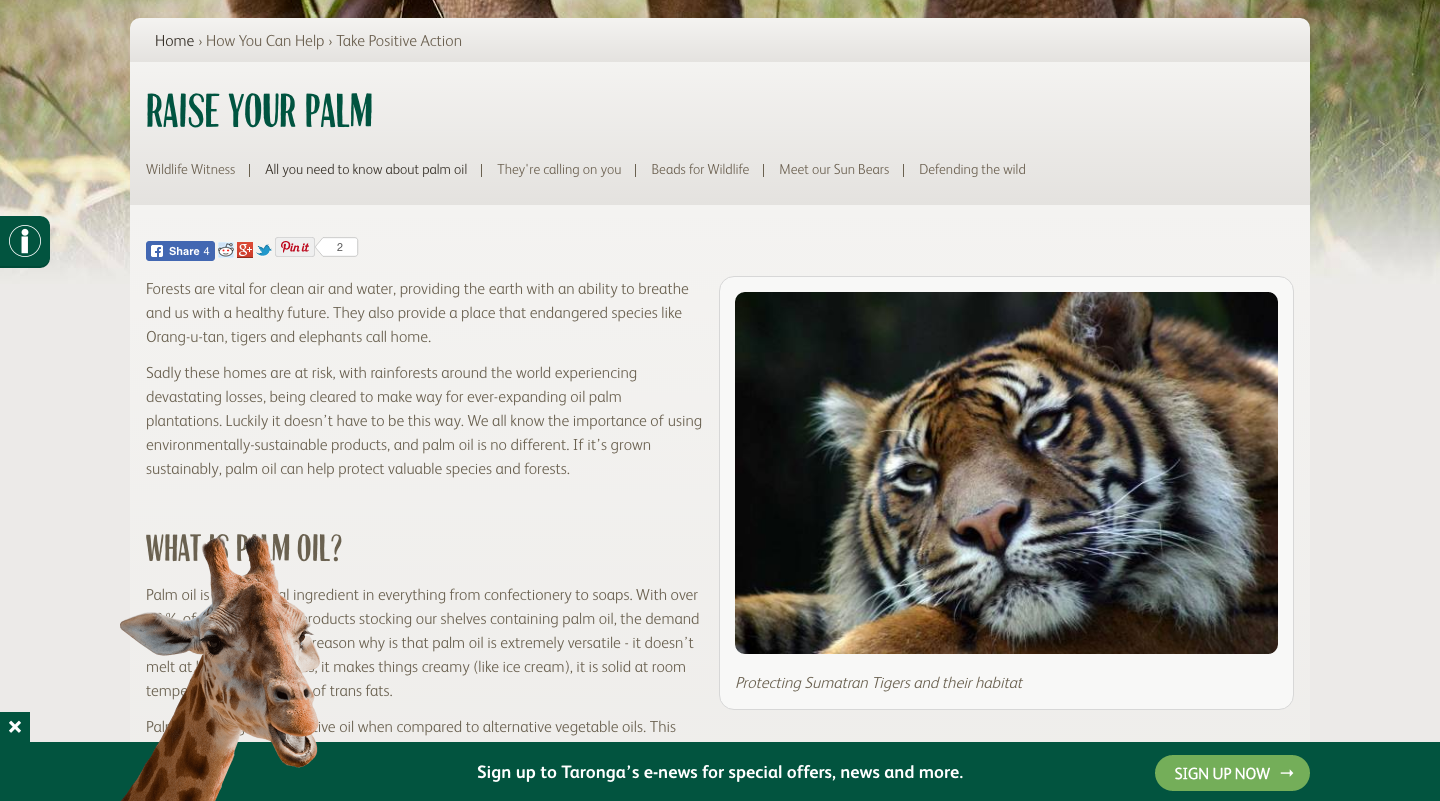 Home › How You Can Help › Take Positive Action
RAISE YOUR PALM
Wildlife Witness | All you need to know about palm oil | They're calling on you | Beads for Wildlife | Meet our Sun Bears | Defending the wild
Share 4 Pin it 2
Forests are vital for clean air and water, providing the earth with an ability to breathe
and us with a healthy future. They also provide a place that endangered species like
Orang-u-tan, tigers and elephants call home.
Sadly these homes are at risk, with rainforests around the world experiencing
devastating losses, being cleared to make way for ever-expanding oil palm
plantations. Luckily it doesn't have to be this way. We all know the importance of using
environmentally-sustainable products, and palm oil is no different. If it's grown
sustainably, palm oil can help protect valuable species and forests.
Protecting Sumatran Tigers and their habitat
WHAT IS PALM OIL?
Palm oil is ingredient in everything from confectionery to soaps. With over
products stocking our shelves containing palm oil, the demand
reason why is that palm oil is extremely versatile - it doesn't
melt at it makes things creamy (like ice cream), it is solid at room
of trans fats.
oil when compared to alternative vegetable oils. This
Sign up to Taronga's e-news for special offers, news and more.
SIGN UP NOW →